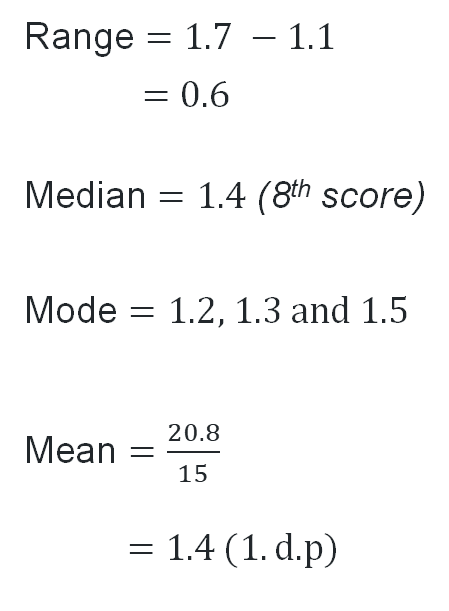 Range = 1.7 − 1.1
= 0.6
Median = 1.4 (8th score)
Mode = 1.2, 1.3 and 1.5
Mean = 20.8/15
= 1.4 (1. d.p)